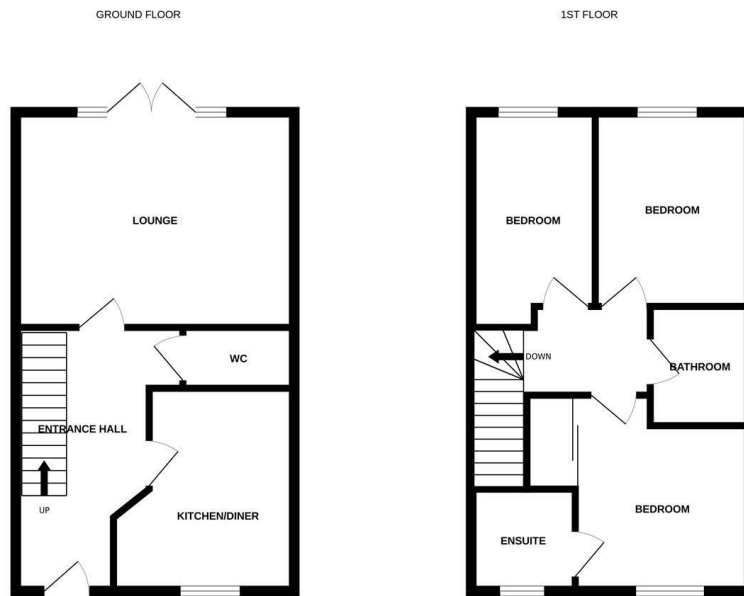 GROUND FLOOR
LOUNGE
WC
ENTRANCE HALL
UP
KITCHEN/DINER
1ST FLOOR
BEDROOM
BEDROOM
DOWN
BATHROOM
BEDROOM
ENSUITE